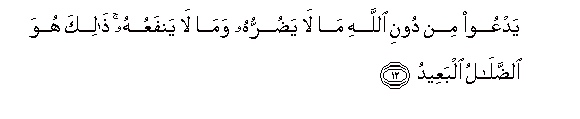 يَدْعُوا۟ مِن دُونِ ٱللَّهِ مَا لَا يَضُرُّهُۥ وَمَا لَا يَنفَعُهُۥ ۚ ذَٰلِكَ هُوَ
ٱلضَّلَـٰلُ ٱلْبَعِيدُ ﴿١٢﴾